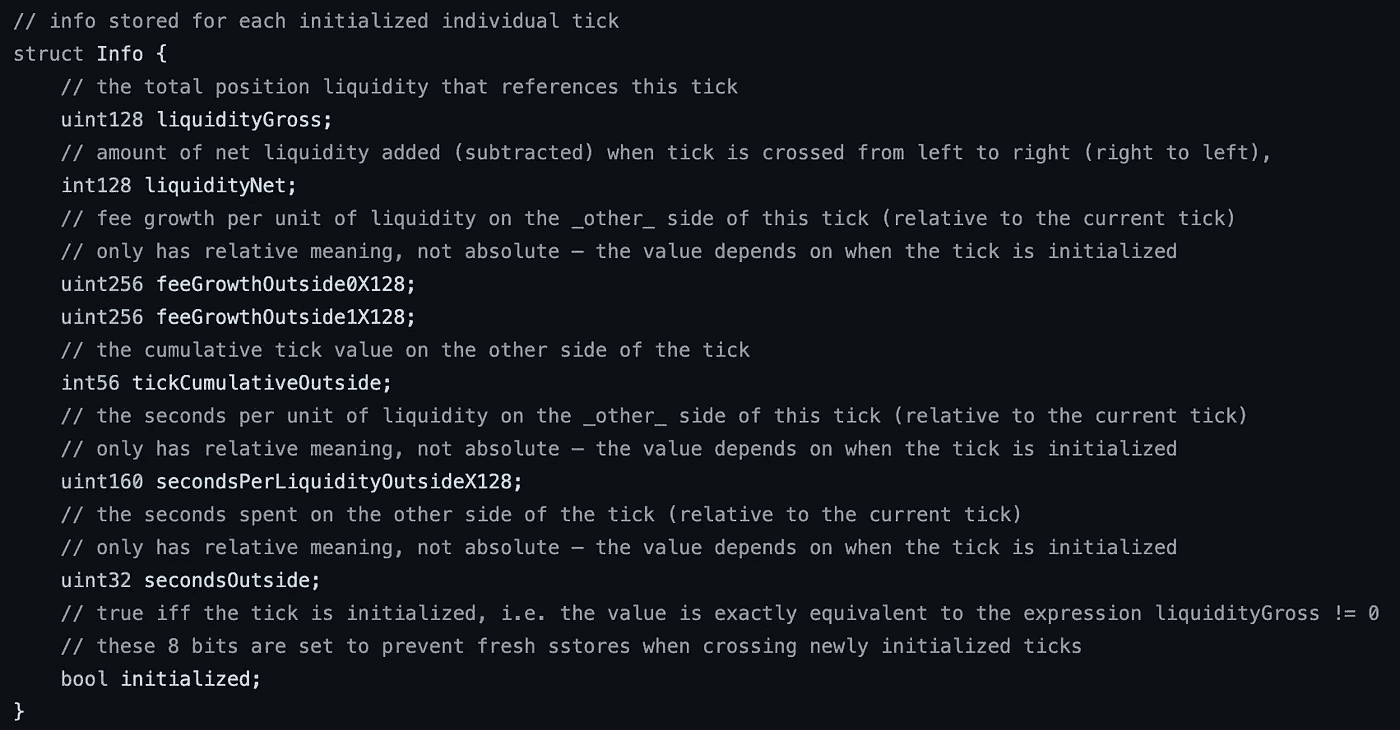 // info stored for each initialized individual tick
struct Info {
// the total position liquidity that references this tick
uint128 liquidityGross;
// amount of net liquidity added (subtracted) when tick is crossed from left to right (right to left),
int128 liquidityNet;
// fee growth per unit of liquidity on the _other_ side of this tick (relative to the current tick)
// only has relative meaning, not absolute — the value depends on when the tick is initialized
uint256 feeGrowthOutside0X128;
uint256 feeGrowthOutside1X128;
// the cumulative tick value on the other side of the tick
int56 tickCumulativeOutside;
// the seconds per unit of liquidity on the _other_ side of this tick (relative to the current tick)
// only has relative meaning, not absolute — the value depends on when the tick is initialized
uint160 secondsPerLiquidityOutsideX128;
// the seconds spent on the other side of the tick (relative to the current tick)
// only has relative meaning, not absolute — the value depends on when the tick is initialized
uint32 secondsOutside;
// true iff the tick is initialized, i.e. the value is exactly equivalent to the expression liquidityGross != 0
// these 8 bits are set to prevent fresh sstores when crossing newly initialized ticks
bool initialized;
}